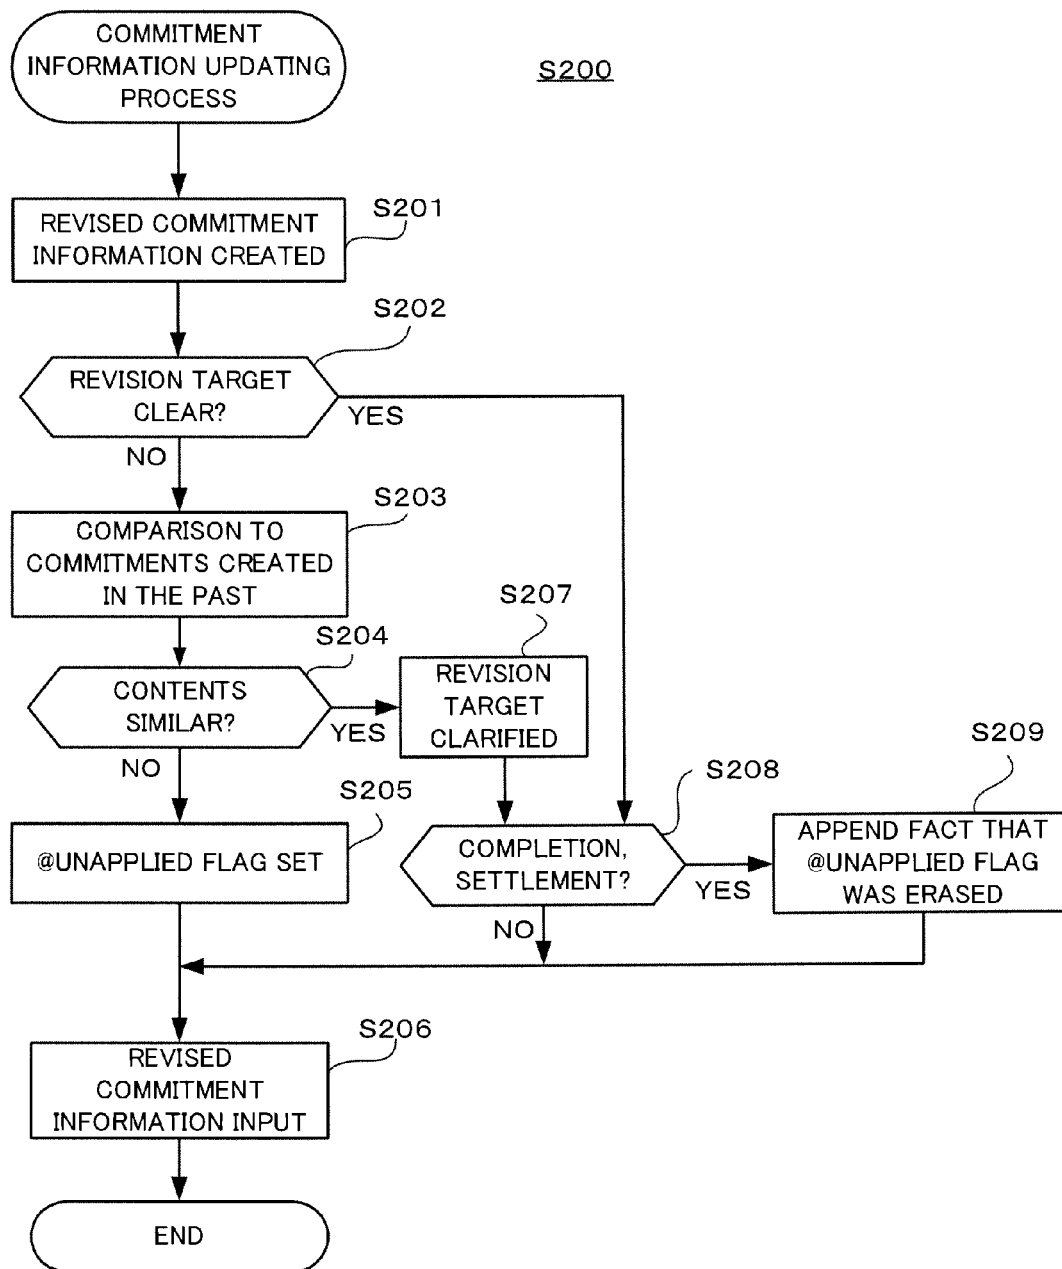 COMMITMENT
INFORMATION UPDATING
PROCESS
S200
S201
REVISED COMMITMENT
INFORMATION CREATED
S202
REVISION TARGET
CLEAR?
YES
NO
S203
COMPARISON TO
COMMITMENTS CREATED
IN THE PAST
S204
CONTENTS
SIMILAR?
YES
NO
S207
REVISION
TARGET
CLARIFIED
S205
@UNAPPLIED FLAG SET
S208
COMPLETION,
SETTLEMENT?
YES
NO
S209
APPEND FACT THAT
@UNAPPLIED FLAG
WAS ERASED
S206
REVISED
COMMITMENT
INFORMATION INPUT
END